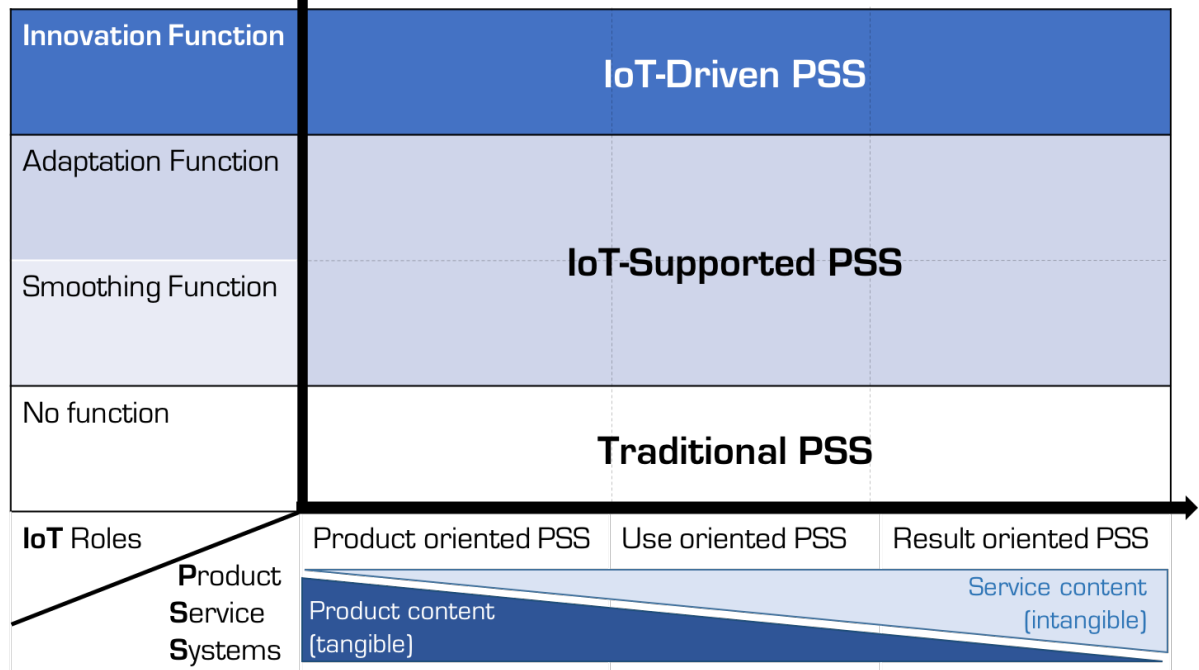 Innovation Function
IoT-Driven PSS
Adaptation Function
IoT-Supported PSS
Smoothing Function
No function
Traditional PSS
IoT Roles
Product oriented PSS
Use oriented PSS
Result oriented PSS
Product
Service
Systems
Product content
(tangible)
Service content
(intangible)